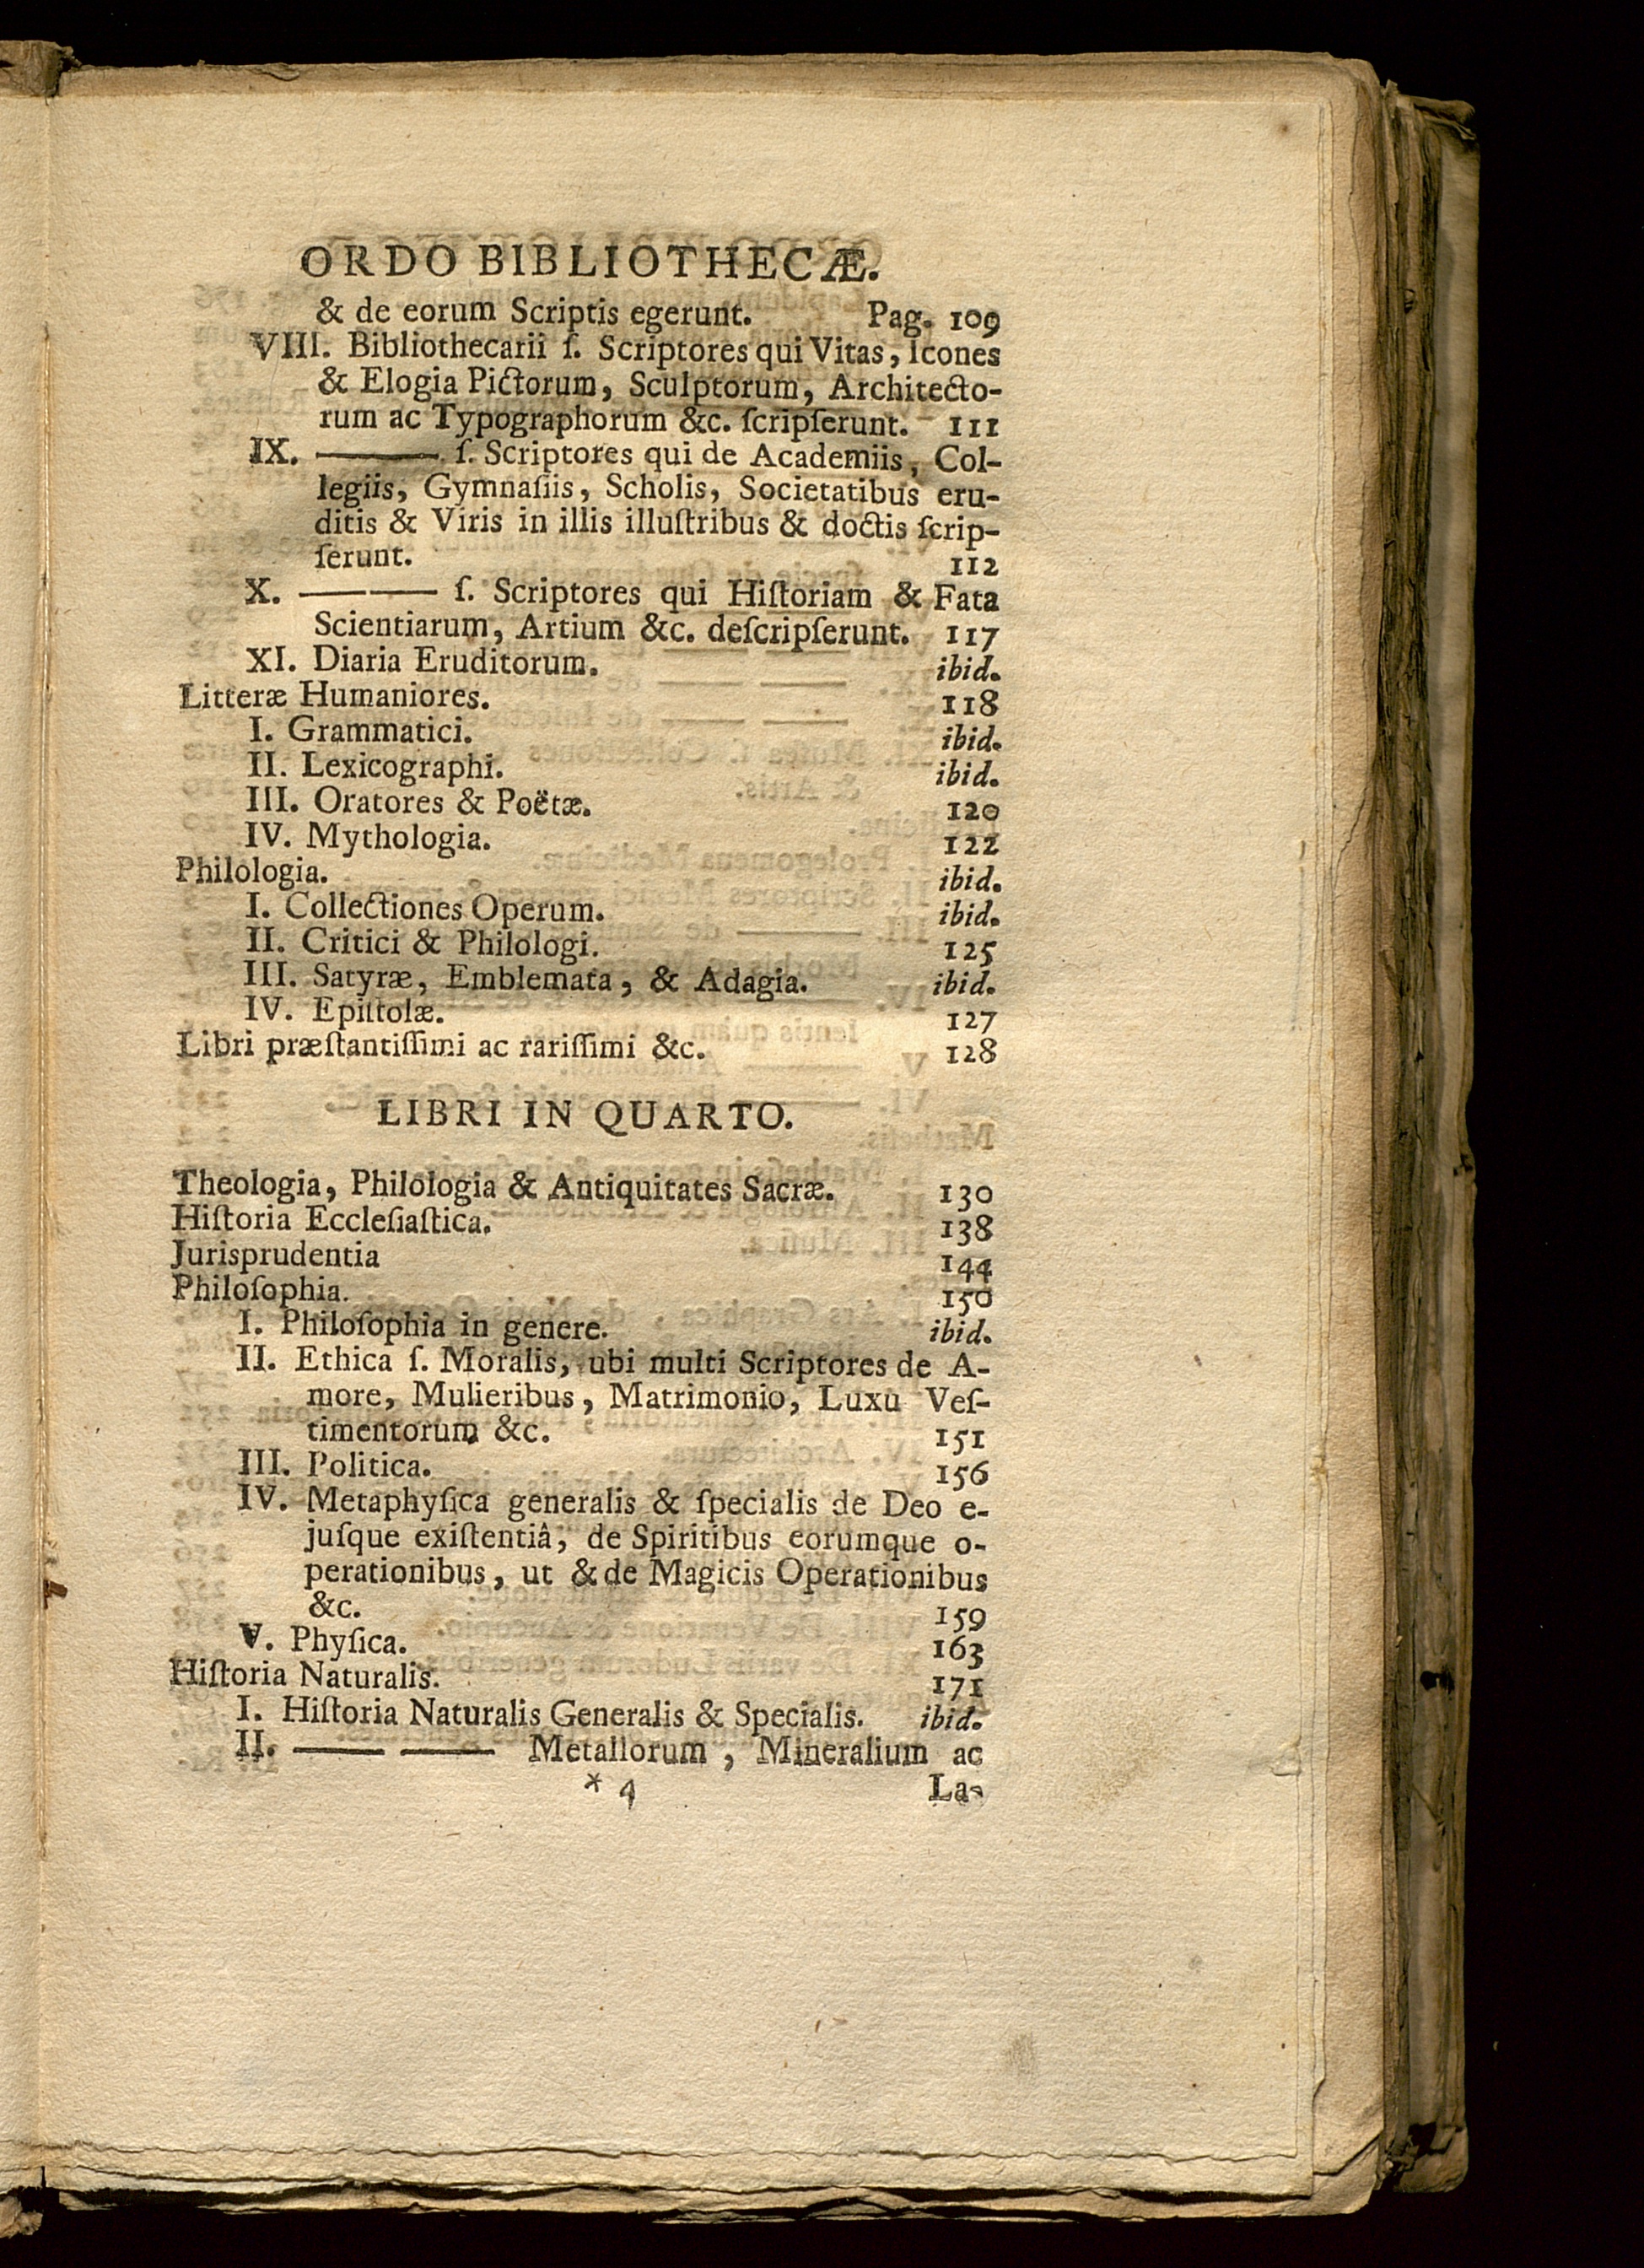 ORDO BIBLIOTHECÆ.
& de eorum Scriptis egerunt. Pag. 109
VIII. Bibliothecarii ſ. Scriptores qui Vitas, Icones
& Elogia Pictorum, Sculptorum, Architecto-
rum ac Typographorum &c. ſcripſerunt. 111
IX. ——— ſ. Scriptores qui de Academiis, Col-
legiis, Gymnaſiis, Scholis, Societatibus eru-
ditis & Viris in illis illuſtribus & doctis ſcrip-
ſerunt. 112
X. —— —— ſ. Scriptores qui Hiſtoriam & Fata
Scientiarum, Artium &c. deſcripſerunt. 117
XI. Diaria Eruditorum. ibid.
Litteræ Humaniores. 118
I. Grammatici. ibid.
II. Lexicographi. ibid.
III. Oratores & Poëtæ. 120
IV. Mythologia. 122
Philologia. ibid.
I. Collectiones Operum. ibid.
II. Critici & Philologi. 125
III. Satyræ, Emblemata, & Adagia. ibid.
IV. Epiſtolæ. 127
Libri præſtantiſſimi ac rariſſimi &c. 128
LIBRI IN QUARTO.
Theologia, Philologia & Antiquitates Sacræ. 130
Hiſtoria Eccleſiaſtica. 138
Jurisprudentia 144
Philoſophia. 150
I. Philoſophia in genere. ibid.
II. Ethica ſ. Moralis, ubi multi Scriptores de A-
more, Mulieribus, Matrimonio, Luxu Veſ-
timentorum &c. 151
III. Politica. 156
IV. Metaphyſica generalis & ſpecialis de Deo e-
juſque exiſtentiâ, de Spiritibus eorumque o-
perationibus, ut & de Magicis Operationibus
&c. 159
V. Phyſica. 163
Hiſtoria Naturalis. 171
I. Hiſtoria Naturalis Generalis & Specialis. ibid.
II. —— —— Metallorum, Mineralium ac
* 4 La-